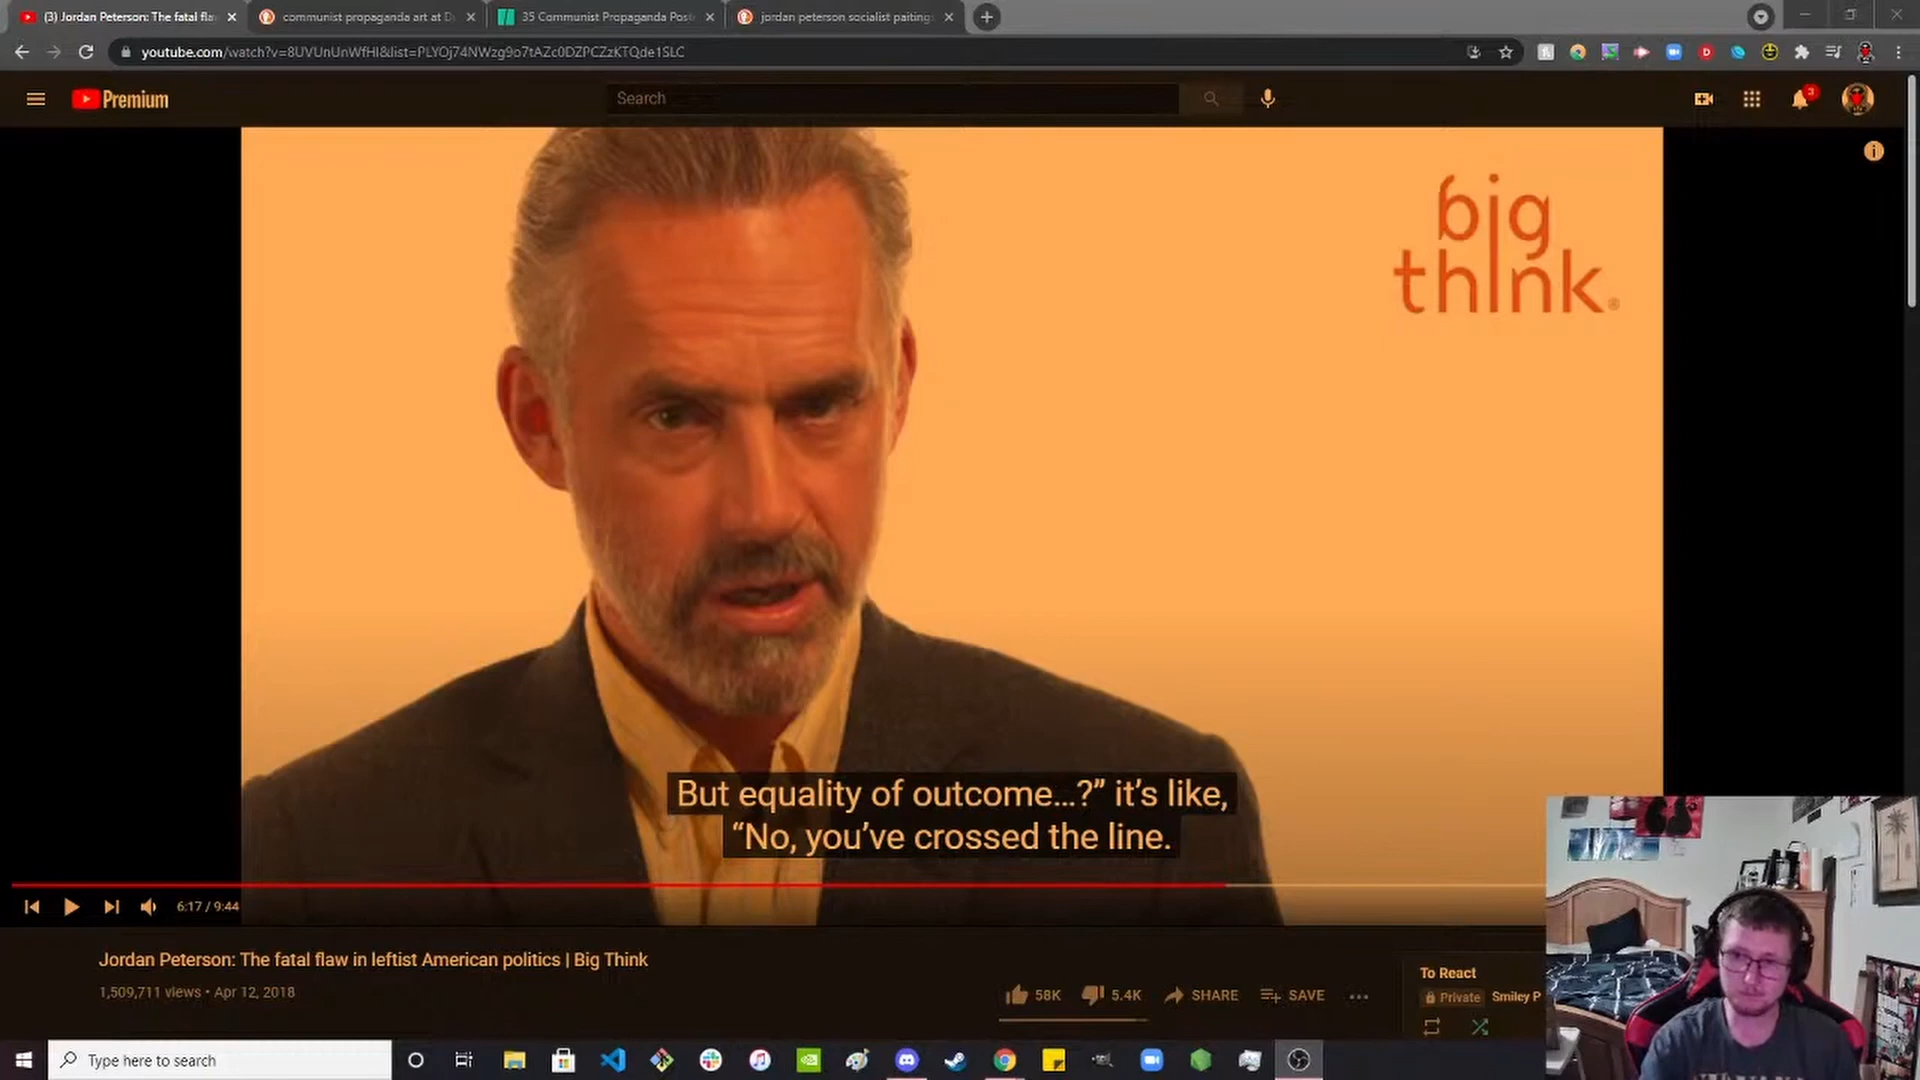 (3) Jordan Peterson: The fatal flaw
communist propaganda art at D
35 Communist Propaganda Post
jordan peterson socialist paiting
youtube.com/watch?v=8UVUnUnWfHI&list=PLYOj74NWzg9o7tAZc0DZPCZzKTQde1SLC
Premium
Search
3
big
think®
But equality of outcome…?” it’s like,
“No, you’ve crossed the line.
6:17 / 9:44
Jordan Peterson: The fatal flaw in leftist American politics | Big Think
1,509,711 views • Apr 12, 2018
58K
5.4K
SHARE
SAVE
To React
Private
Smiley P
Type here to search